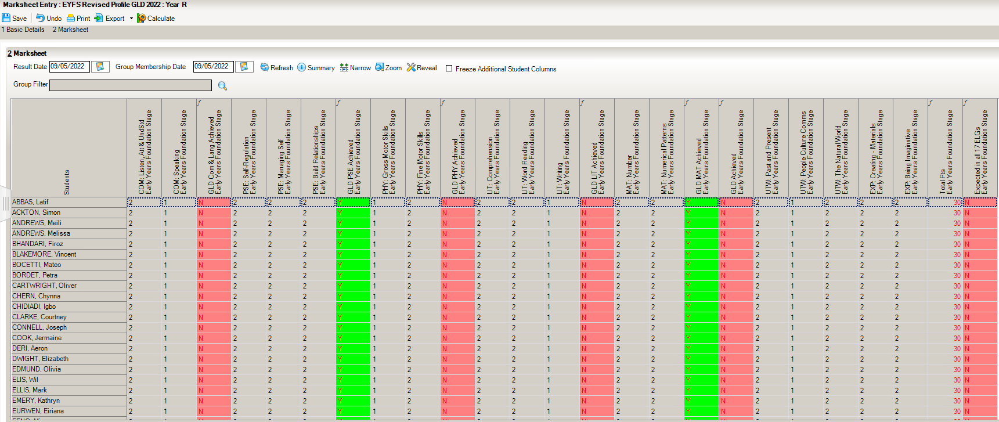 Marksheet Entry : EYFS Revised Profile GLD 2022 : Year R
Save Undo Print Export Calculate
1 Basic Details 2 Marksheet
2 Marksheet
Result Date 09/05/2022 Group Membership Date 09/05/2022 Refresh Summary Narrow Zoom Reveal Freeze Additional Student Columns
Group Filter
Students
COM: Listen, Att & UndStd
Early Years Foundation Stage
COM: Speaking
Early Years Foundation Stage
f
GLD Com & Lang Achieved
Early Years Foundation Stage
PSE: Self-Regulation
Early Years Foundation Stage
PSE: Managing Self
Early Years Foundation Stage
PSE: Build Relationships
Early Years Foundation Stage
f
GLD PSE Achieved
Early Years Foundation Stage
PHY: Gross Motor Skills
Early Years Foundation Stage
PHY: Fine Motor Skills
Early Years Foundation Stage
f
GLD PHY Achieved
Early Years Foundation Stage
LIT: Comprehension
Early Years Foundation Stage
LIT: Word Reading
Early Years Foundation Stage
LIT: Writing
Early Years Foundation Stage
f
GLD LIT Achieved
Early Years Foundation Stage
MAT: Number
Early Years Foundation Stage
MAT: Numerical Patterns
Early Years Foundation Stage
f
GLD MAT Achieved
Early Years Foundation Stage
f
GLD Achieved
Early Years Foundation Stage
UTW: Past and Present
Early Years Foundation Stage
UTW: People Culture Comms
Early Years Foundation Stage
UTW: The Natural World
Early Years Foundation Stage
EXP: Creating - Materials
Early Years Foundation Stage
EXP: Being Imaginative
Early Years Foundation Stage
f
Total Pts
Early Years Foundation Stage
f
Expected in all 17 ELGs
Early Years Foundation Stage
ABBAS, Latif 2 1 N 2 2 2 Y 1 2 N 2 2 1 N 2 2 Y N 2 1 2 2 2 30 N
ACKTON, Simon 2 1 N 2 2 2 Y 1 2 N 2 2 1 N 2 2 Y N 2 1 2 2 2 30 N
ANDREWS, Meili 2 1 N 2 2 2 Y 1 2 N 2 2 1 N 2 2 Y N 2 1 2 2 2 30 N
ANDREWS, Melissa 2 1 N 2 2 2 Y 1 2 N 2 2 1 N 2 2 Y N 2 1 2 2 2 30 N
BHANDARI, Firoz 2 1 N 2 2 2 Y 1 2 N 2 2 1 N 2 2 Y N 2 1 2 2 2 30 N
BLAKEMORE, Vincent 2 1 N 2 2 2 Y 1 2 N 2 2 1 N 2 2 Y N 2 1 2 2 2 30 N
BOCETTI, Mateo 2 1 N 2 2 2 Y 1 2 N 2 2 1 N 2 2 Y N 2 1 2 2 2 30 N
BORDET, Petra 2 1 N 2 2 2 Y 1 2 N 2 2 1 N 2 2 Y N 2 1 2 2 2 30 N
CARTWRIGHT, Oliver 2 1 N 2 2 2 Y 1 2 N 2 2 1 N 2 2 Y N 2 1 2 2 2 30 N
CHERN, Chynna 2 1 N 2 2 2 Y 1 2 N 2 2 1 N 2 2 Y N 2 1 2 2 2 30 N
CHIDIADI, Igbo 2 1 N 2 2 2 Y 1 2 N 2 2 1 N 2 2 Y N 2 1 2 2 2 30 N
CLARKE, Courtney 2 1 N 2 2 2 Y 1 2 N 2 2 1 N 2 2 Y N 2 1 2 2 2 30 N
CONNELL, Joseph 2 1 N 2 2 2 Y 1 2 N 2 2 1 N 2 2 Y N 2 1 2 2 2 30 N
COOK, Jermaine 2 1 N 2 2 2 Y 1 2 N 2 2 1 N 2 2 Y N 2 1 2 2 2 30 N
DERI, Aeron 2 1 N 2 2 2 Y 1 2 N 2 2 1 N 2 2 Y N 2 1 2 2 2 30 N
DWIGHT, Elizabeth 2 1 N 2 2 2 Y 1 2 N 2 2 1 N 2 2 Y N 2 1 2 2 2 30 N
EDMUND, Olivia 2 1 N 2 2 2 Y 1 2 N 2 2 1 N 2 2 Y N 2 1 2 2 2 30 N
ELIS, Wil 2 1 N 2 2 2 Y 1 2 N 2 2 1 N 2 2 Y N 2 1 2 2 2 30 N
ELLIS, Mark 2 1 N 2 2 2 Y 1 2 N 2 2 1 N 2 2 Y N 2 1 2 2 2 30 N
EMERY, Kathryn 2 1 N 2 2 2 Y 1 2 N 2 2 1 N 2 2 Y N 2 1 2 2 2 30 N
EURWEN, Eiriana 2 1 N 2 2 2 Y 1 2 N 2 2 1 N 2 2 Y N 2 1 2 2 2 30 N